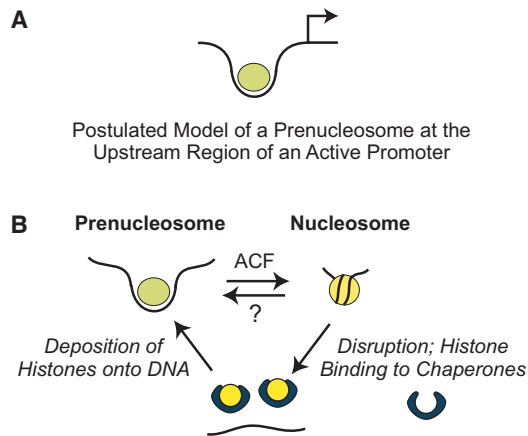 A
Postulated Model of a Prenucleosome at the
Upstream Region of an Active Promoter
B
Prenucleosome
Nucleosome
ACF
?
Deposition of
Histones onto DNA
Disruption; Histone
Binding to Chaperones